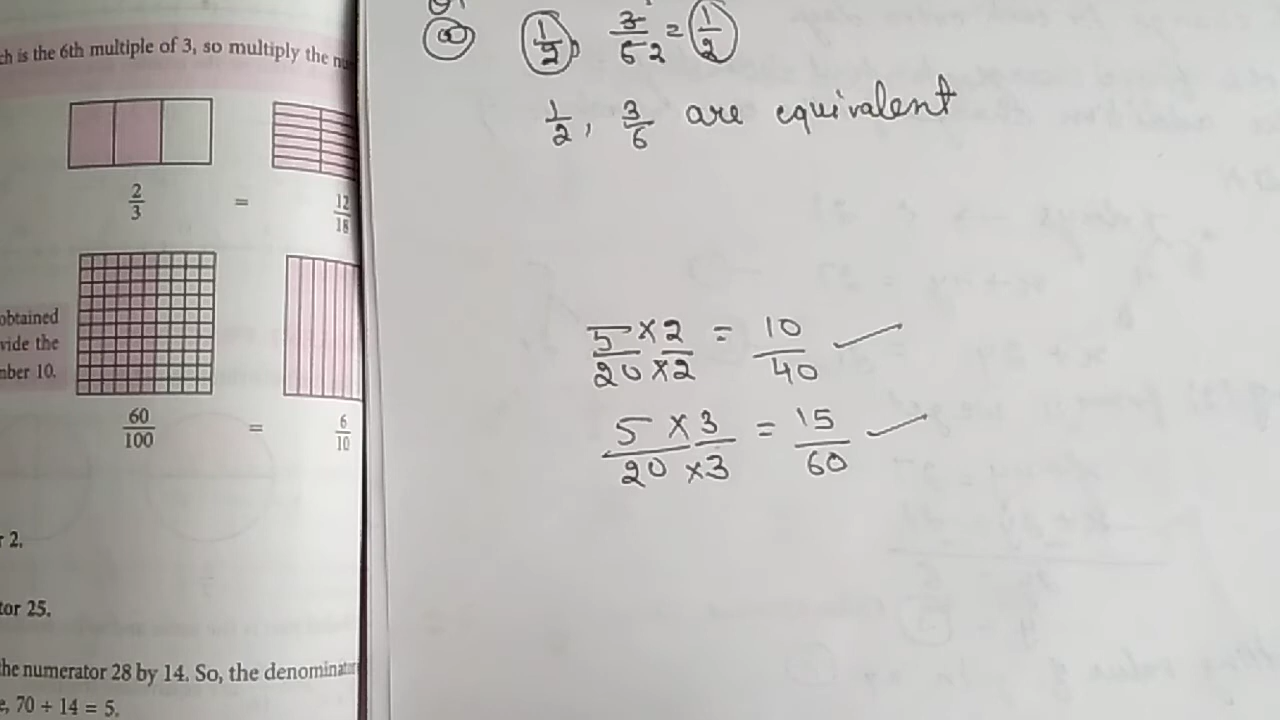 ch is the 6th multiple of 3, so multiply the
2/3 = 12/18
obtained
vide the
nber 10.
60/100 = 6/10
r 2.
tor 25.
the numerator 28 by 14. So, the denominat
e, 70 ÷ 14 = 5.
(a) 1/2, 3/6 2 = 1/2
1/2, 3/6 are equivalent
5 × 2 / 20 × 2 = 10/40
5 × 3 / 20 × 3 = 15/60